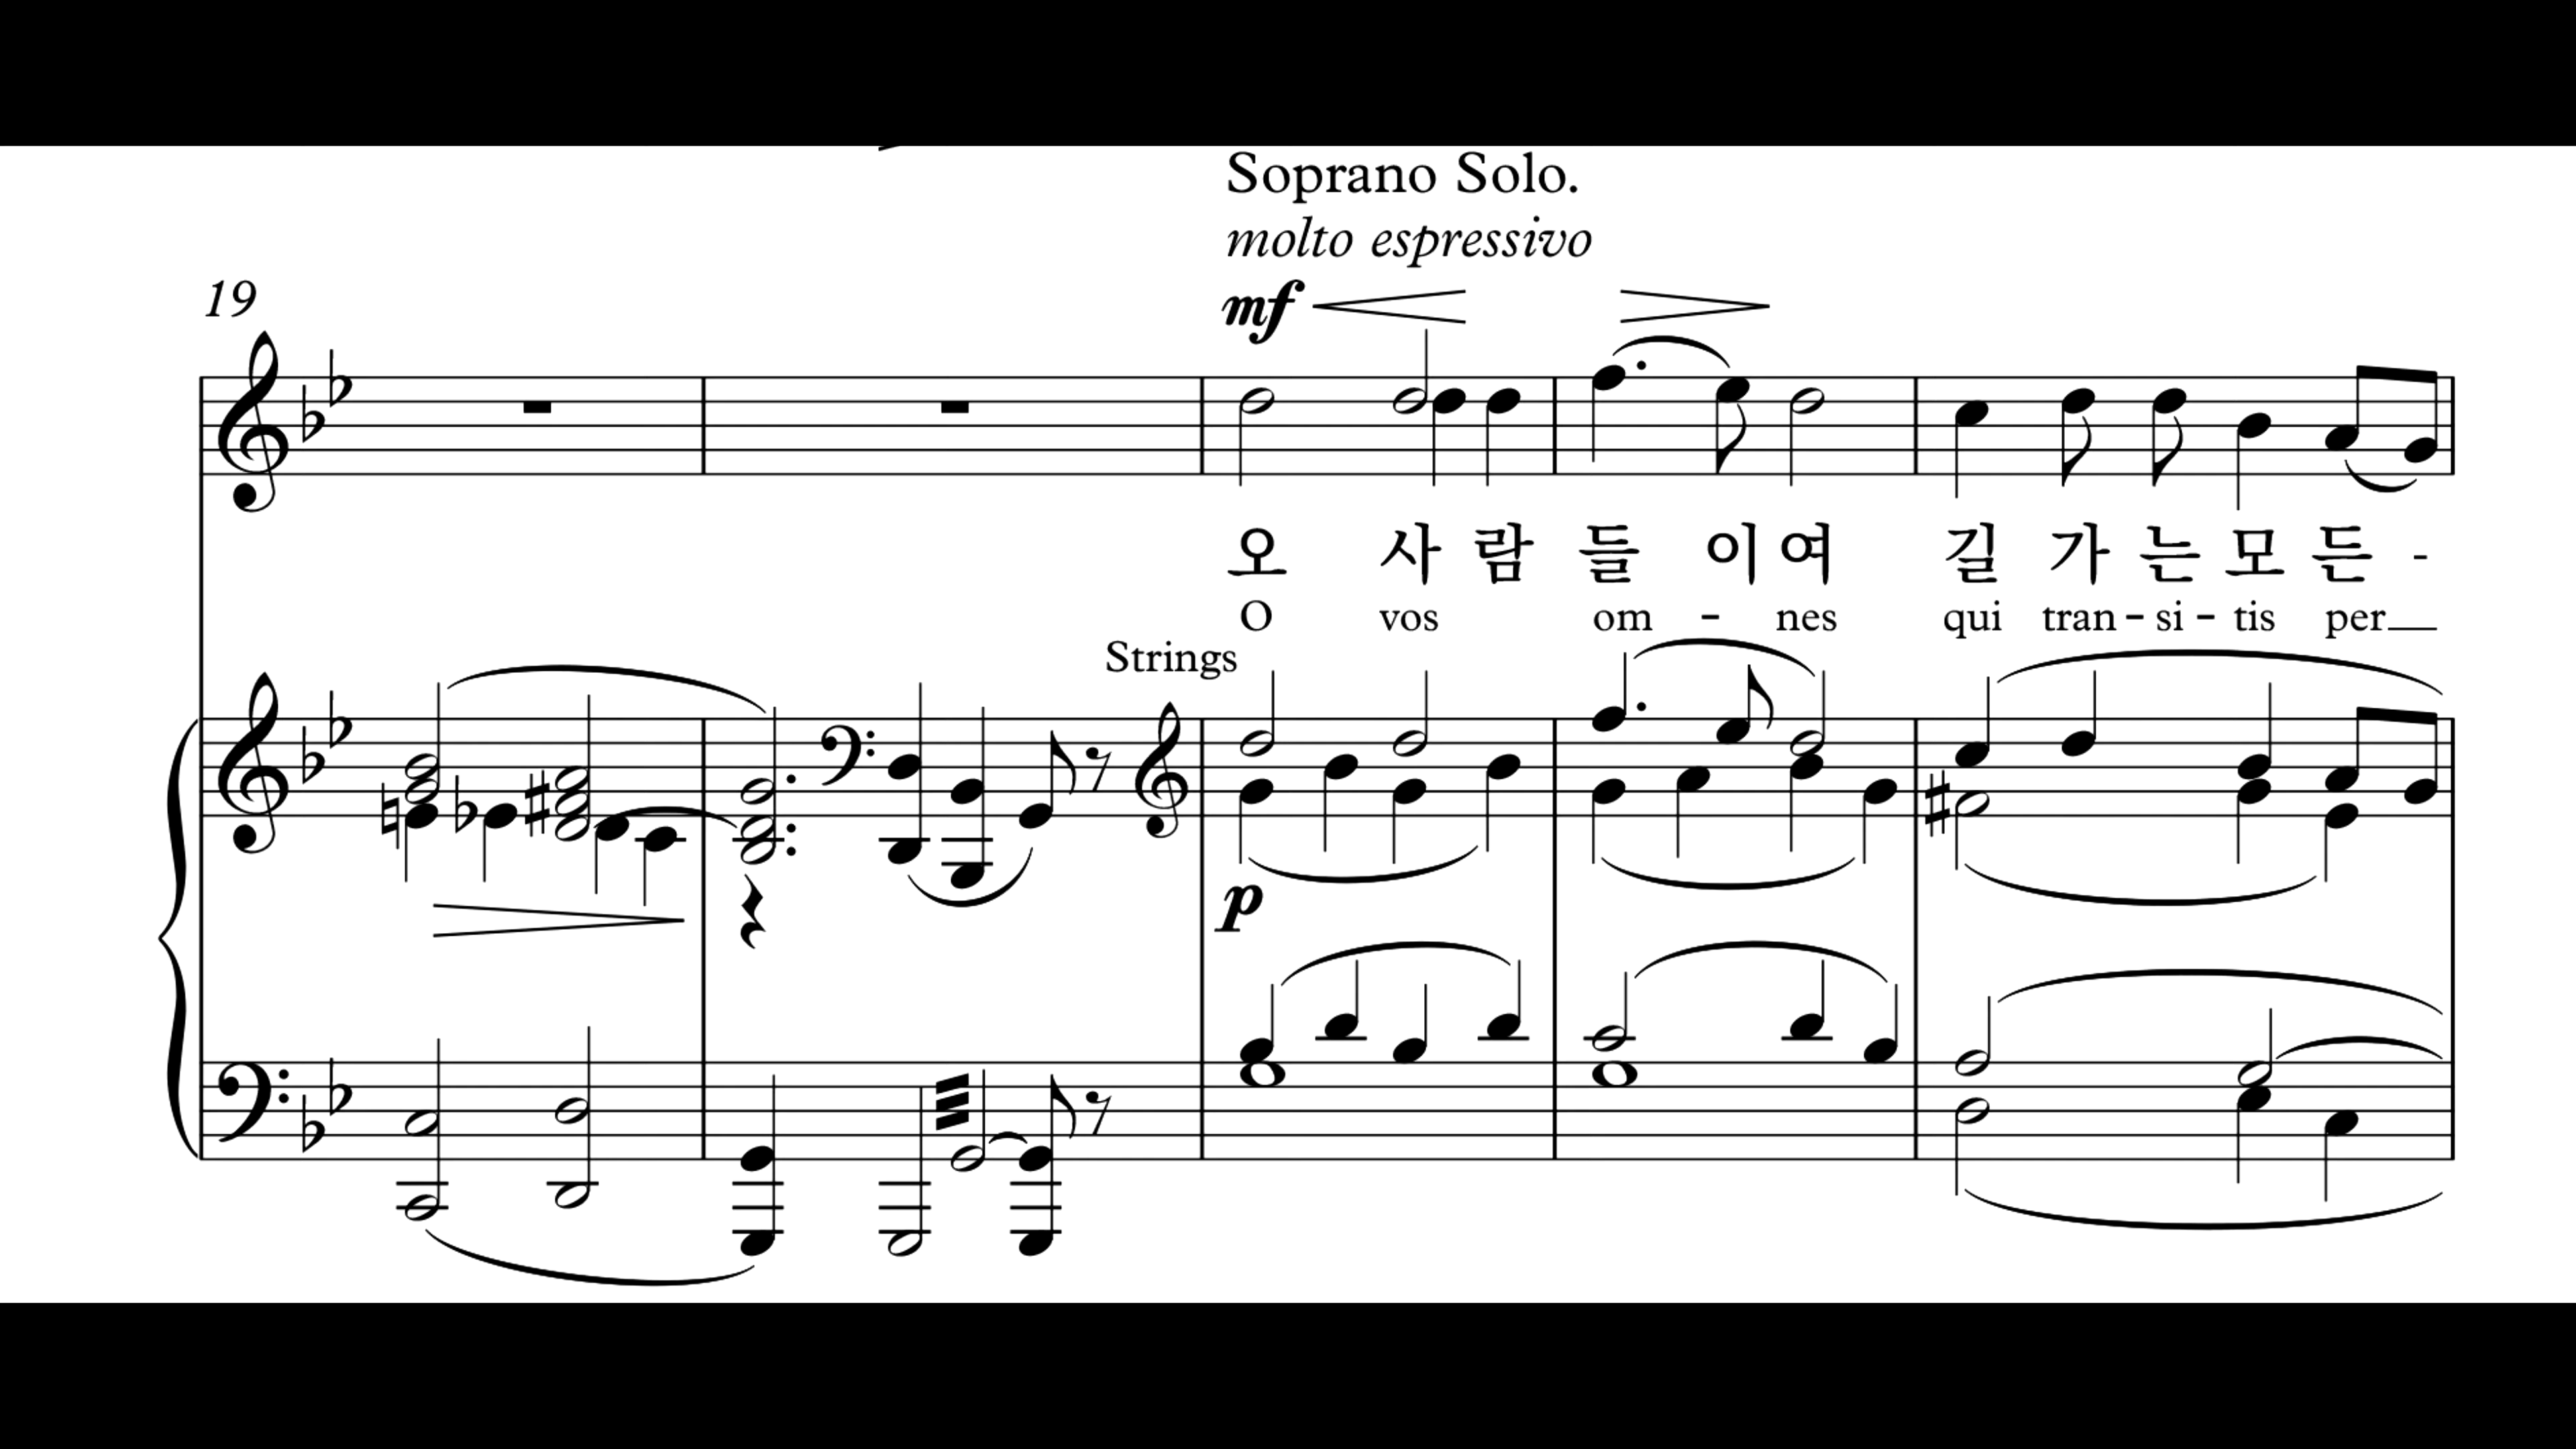 Soprano Solo.
molto espressivo
19
mf
오 사 람 들 이 여 길 가 는 모 든 -
O vos om - nes qui tran - si - tis per
Strings
p